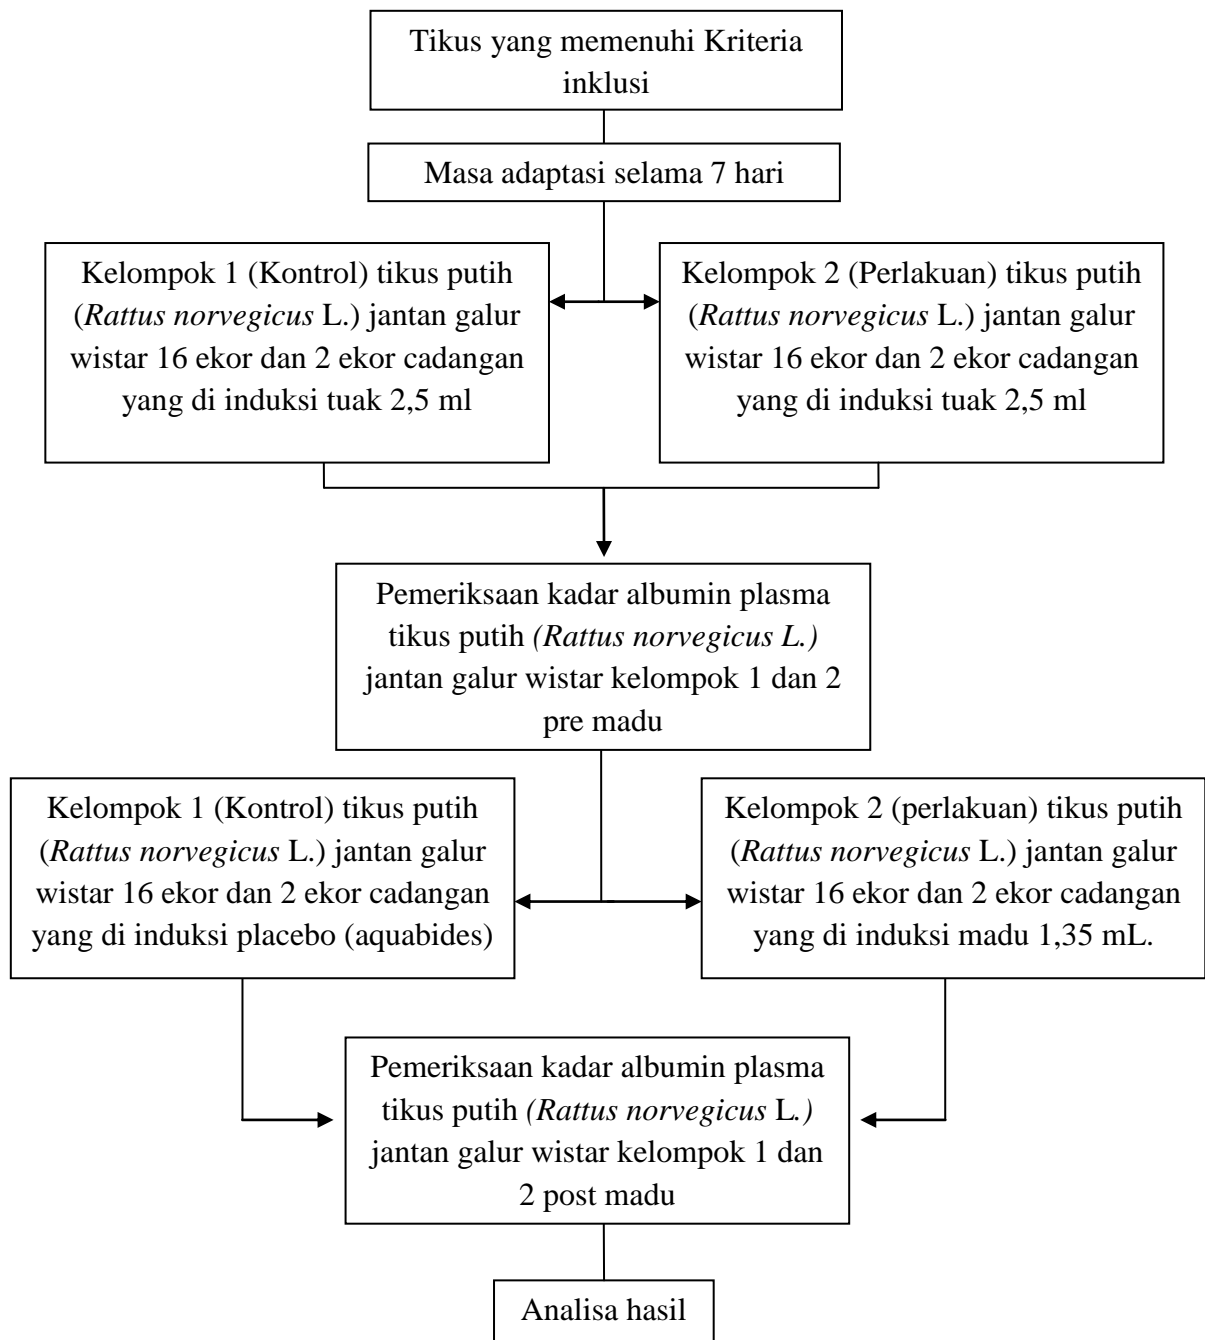 Tikus yang memenuhi Kriteria
inklusi
Masa adaptasi selama 7 hari
Kelompok 1 (Kontrol) tikus putih
(Rattus norvegicus L.) jantan galur
wistar 16 ekor dan 2 ekor cadangan
yang di induksi tuak 2,5 ml
Kelompok 2 (Perlakuan) tikus putih
(Rattus norvegicus L.) jantan galur
wistar 16 ekor dan 2 ekor cadangan
yang di induksi tuak 2,5 ml
Pemeriksaan kadar albumin plasma
tikus putih (Rattus norvegicus L.)
jantan galur wistar kelompok 1 dan 2
pre madu
Kelompok 1 (Kontrol) tikus putih
(Rattus norvegicus L.) jantan galur
wistar 16 ekor dan 2 ekor cadangan
yang di induksi placebo (aquabides)
Kelompok 2 (perlakuan) tikus putih
(Rattus norvegicus L.) jantan galur
wistar 16 ekor dan 2 ekor cadangan
yang di induksi madu 1,35 mL.
Pemeriksaan kadar albumin plasma
tikus putih (Rattus norvegicus L.)
jantan galur wistar kelompok 1 dan
2 post madu
Analisa hasil